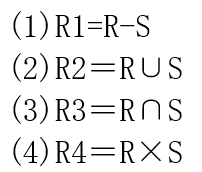 (1)R1=R-S
(2)R2=R∪S
(3)R3=R∩S
(4)R4=R×S